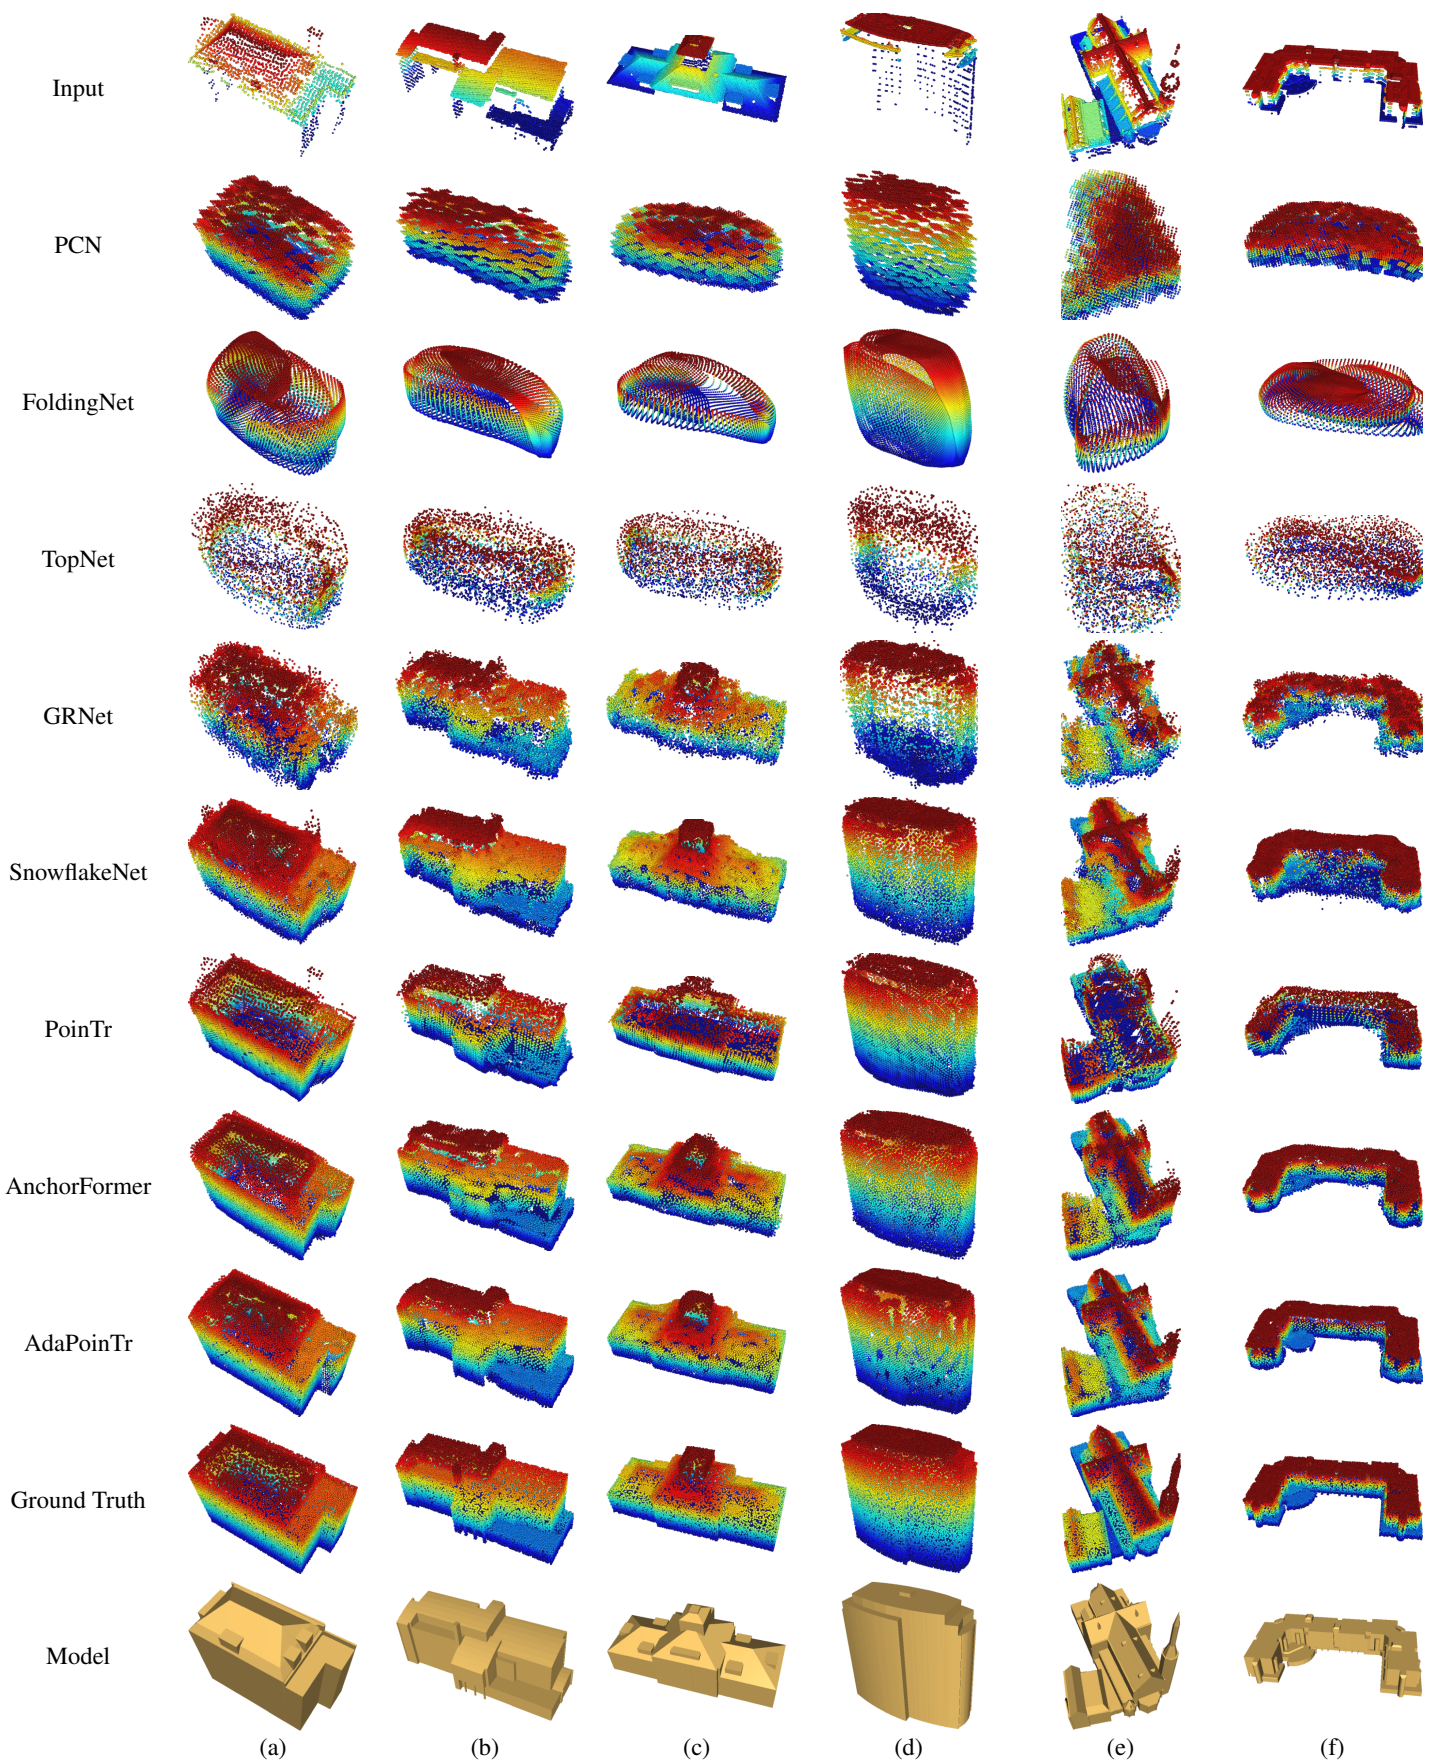 Input
PCN
FoldingNet
TopNet
GRNet
SnowflakeNet
PoinTr
AnchorFormer
AdaPoinTr
Ground Truth
Model
(a) (b) (c) (d) (e) (f)